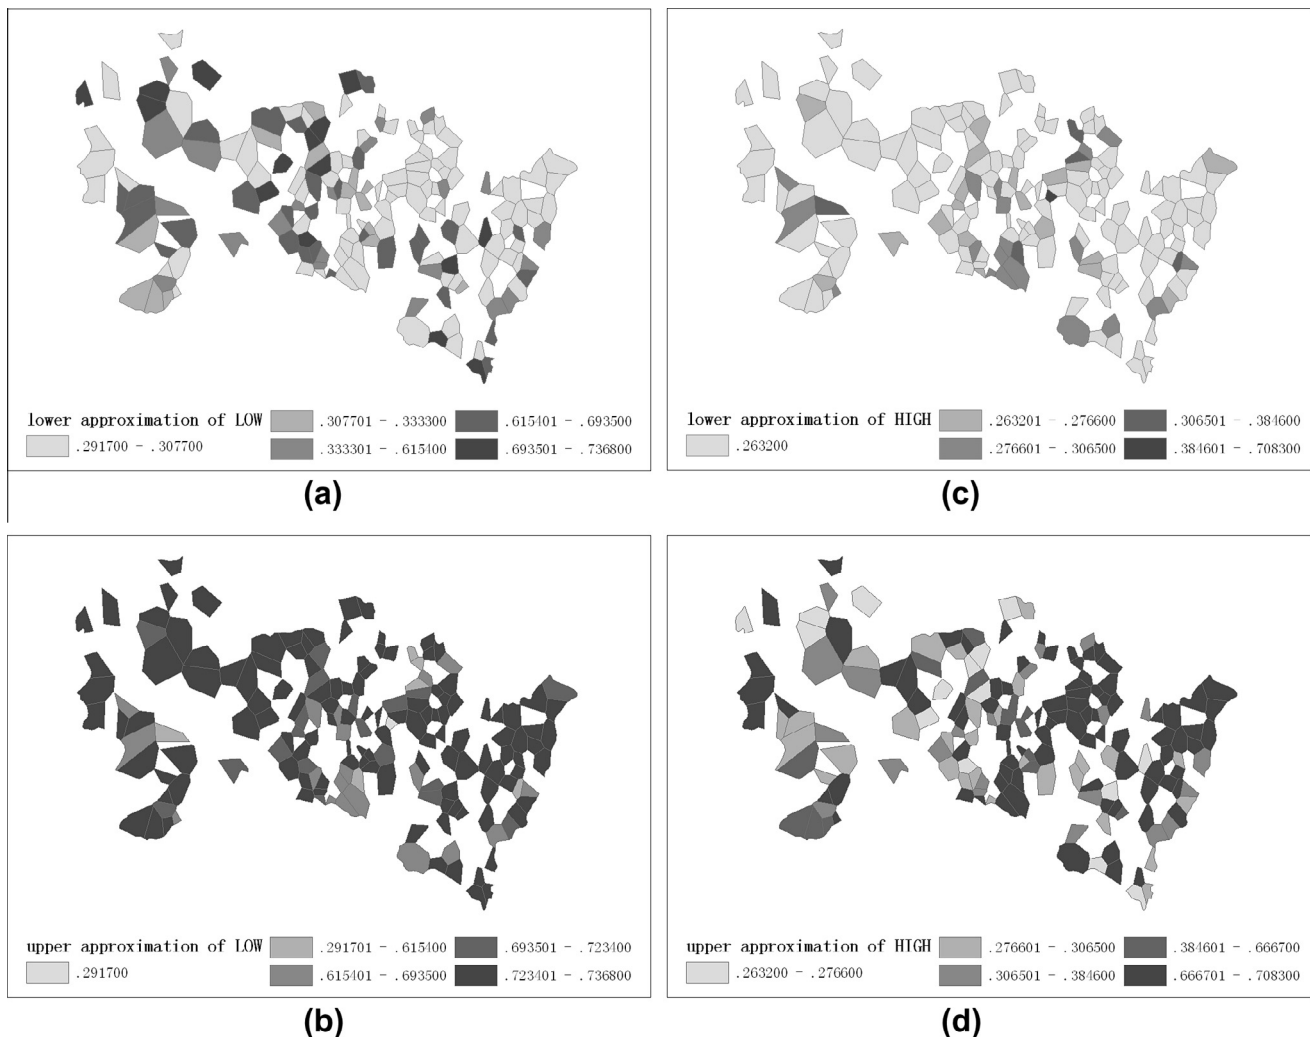 lower approximation of LOW
.291700 - .307700
.307701 - .333300
.333301 - .615400
.615401 - .693500
.693501 - .736800
(a)
lower approximation of HIGH
.263200
.263201 - .276600
.276601 - .306500
.306501 - .384600
.384601 - .708300
(c)
upper approximation of LOW
.291700
.291701 - .615400
.615401 - .693500
.693501 - .723400
.723401 - .736800
(b)
upper approximation of HIGH
.263200 - .276600
.276601 - .306500
.306501 - .384600
.384601 - .666700
.666701 - .708300
(d)